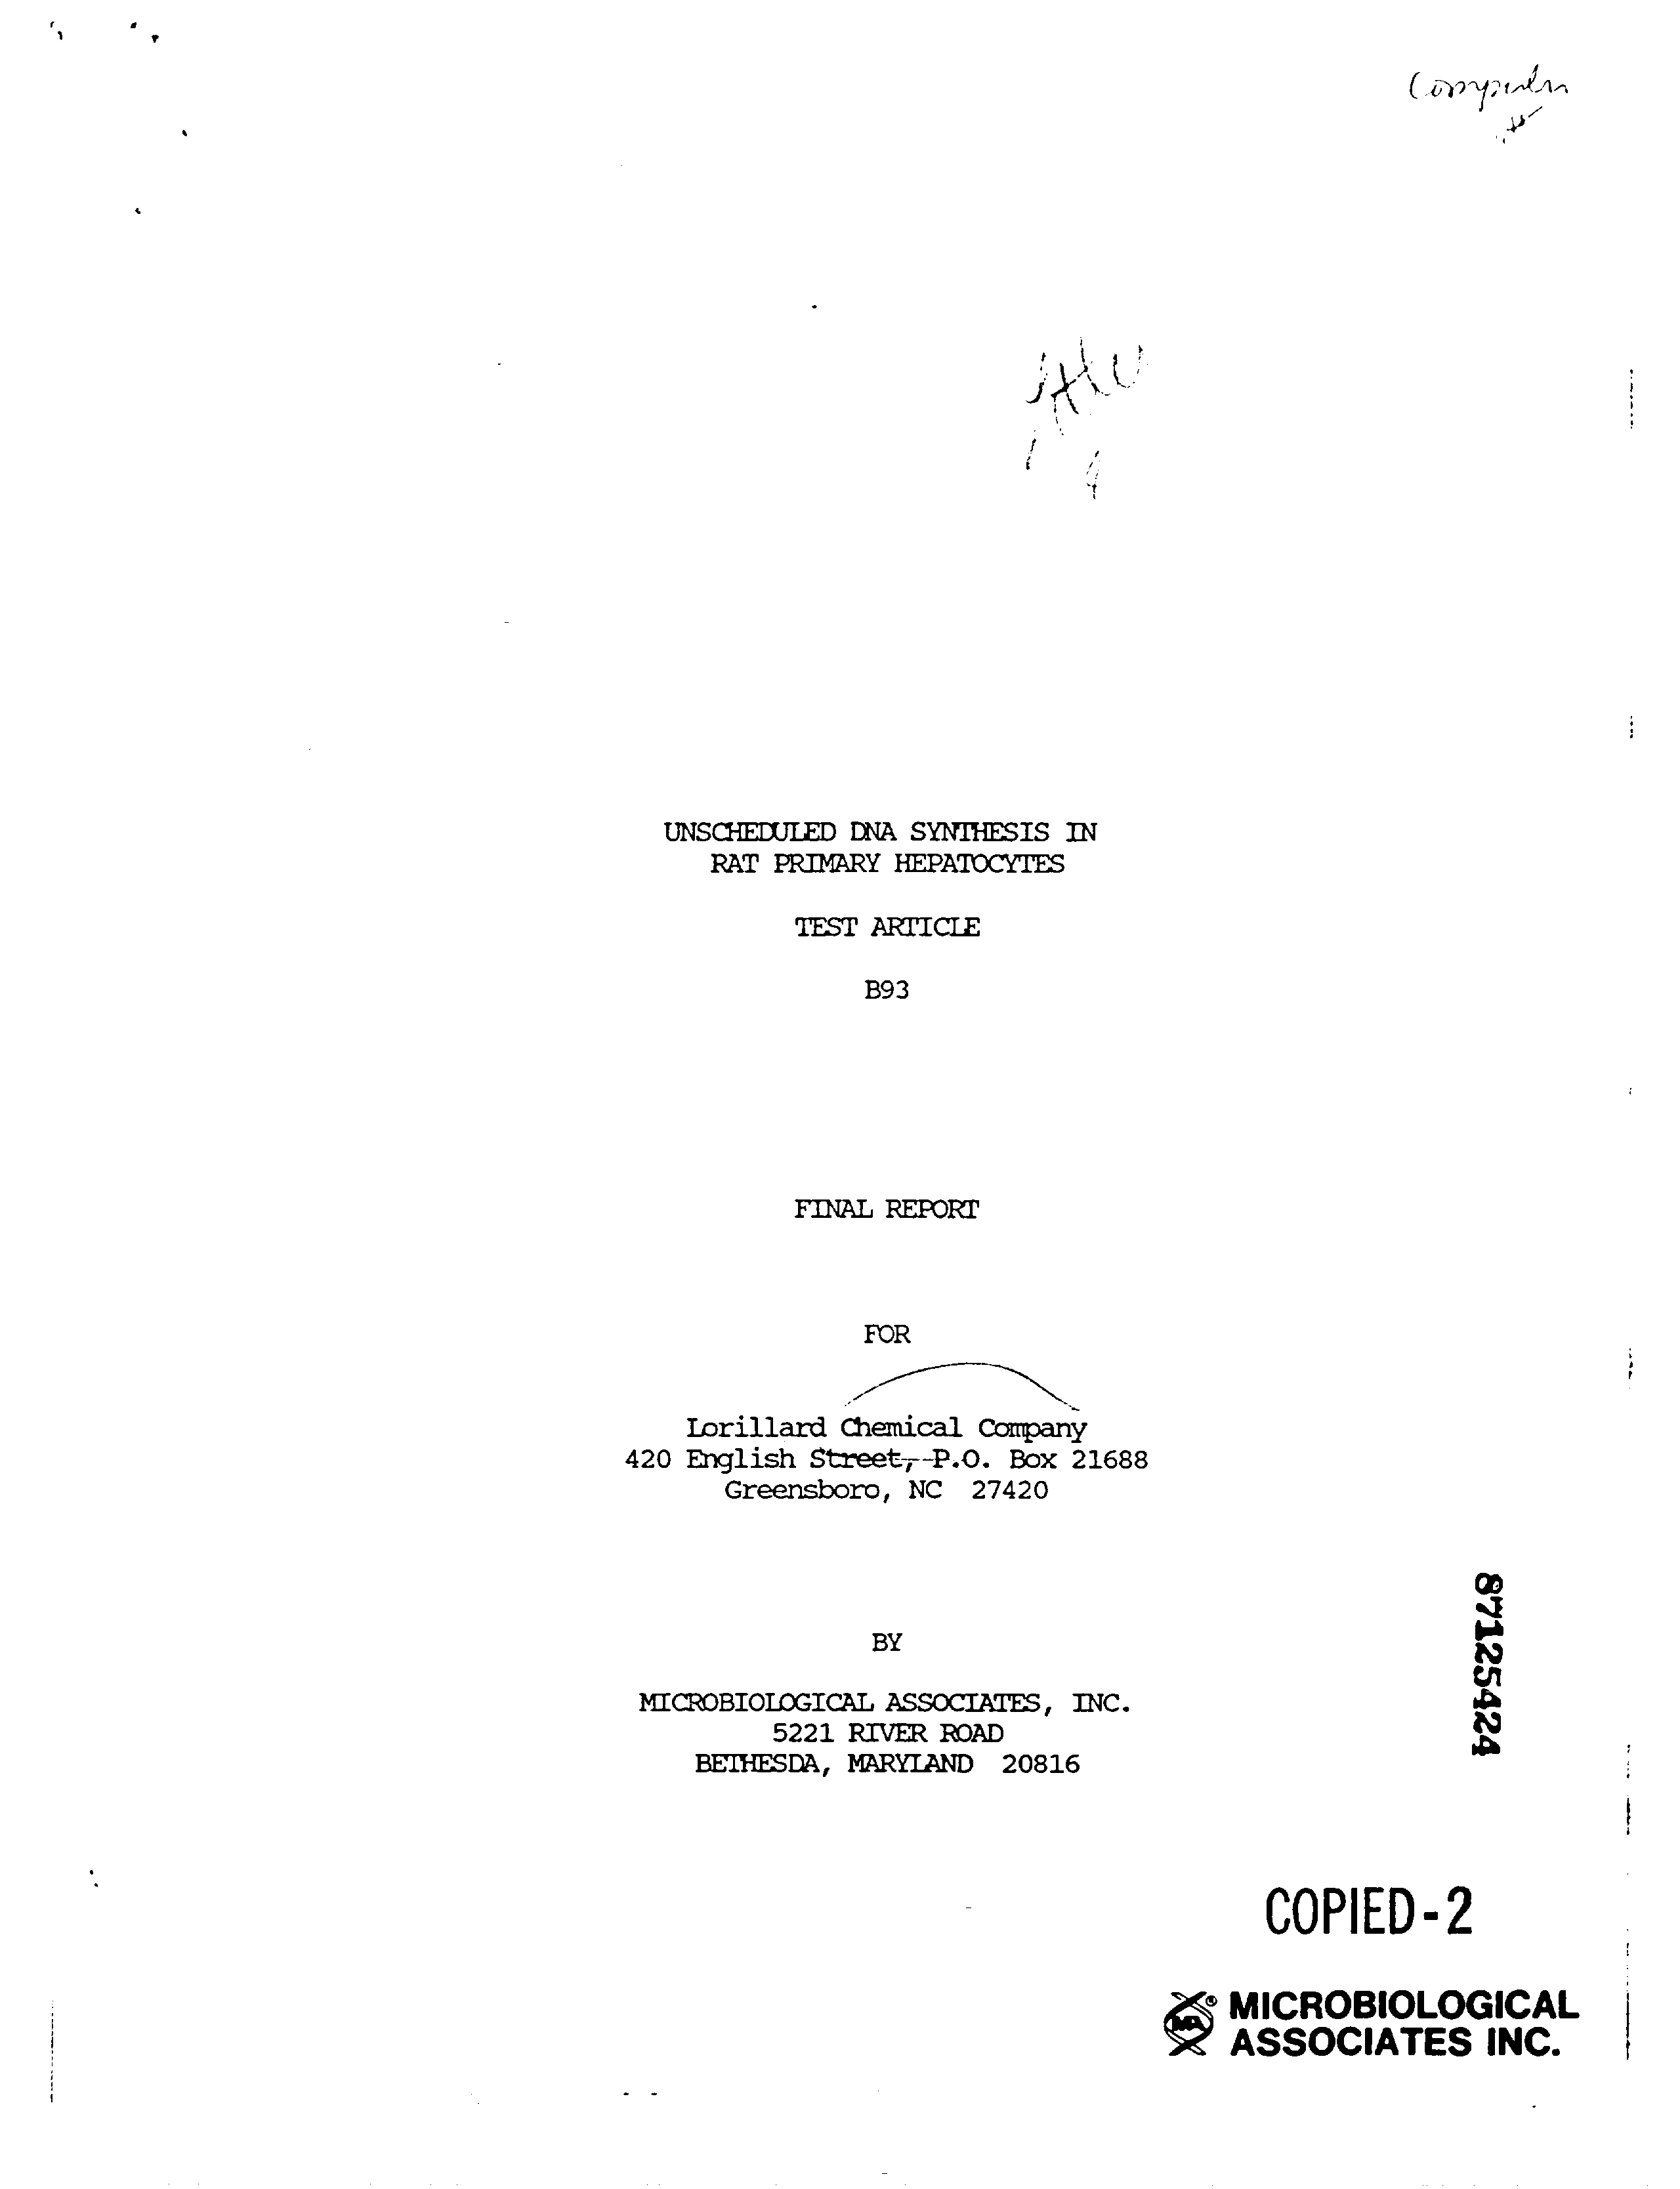 UNSCHEDULED DNA SYNTHESIS IN
RAT PRIMARY HEPATOCYTES
TEST ARTICLE
B93
FINAL REPORT
FOR
Lorillard Chemical Company
420 English Street, P.O. Box 21688
Greensboro, NC 27420
BY
MICROBIOLOGICAL ASSOCIATES, INC.
5221 RIVER ROAD
BETHESDA, MARYLAND 20816
87125424
COPIED-2
MA® MICROBIOLOGICAL
ASSOCIATES INC.